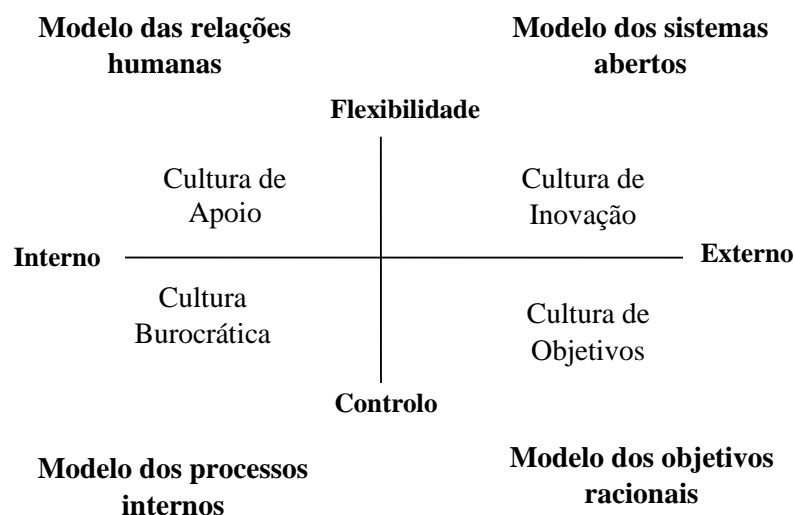 Modelo das relações
humanas
Modelo dos sistemas
abertos
Flexibilidade
Cultura de
Apoio
Cultura de
Inovação
Interno
Externo
Cultura
Burocrática
Cultura de
Objetivos
Controlo
Modelo dos processos
internos
Modelo dos objetivos
racionais